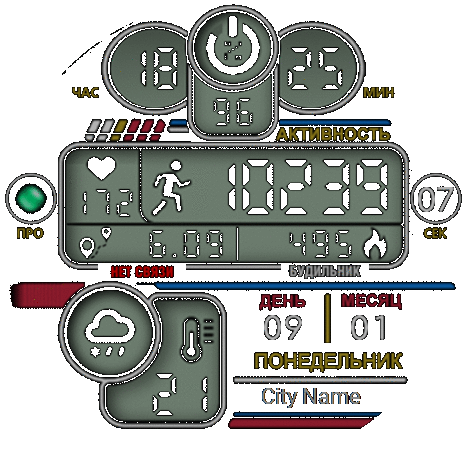 18 % 25
ЧАС 96 МИН
АКТИВНОСТЬ
172 10239 07
ПРО СЕК
6.09 495
НЕТ СВЯЗИ БУДИЛЬНИК
ДЕНЬ МЕСЯЦ
09 01
ПОНЕДЕЛЬНИК
21 City Name